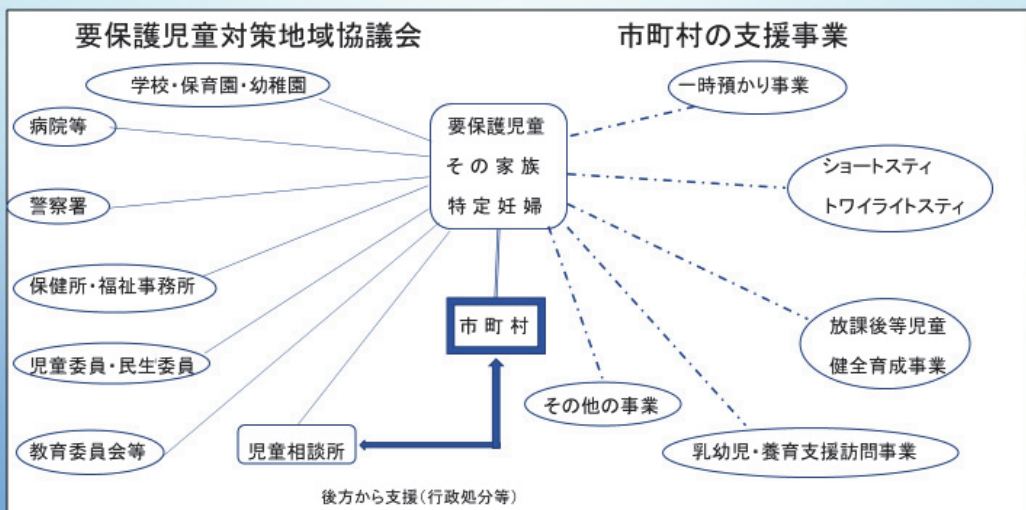 要保護児童対策地域協議会
市町村の支援事業
学校・保育園・幼稚園
病院等
警察署
保健所・福祉事務所
児童委員・民生委員
教育委員会等
児童相談所
要保護児童
その家族
特定妊婦
市町村
一時預かり事業
ショートスティ
トワイライトスティ
放課後等児童
健全育成事業
その他の事業
乳幼児・養育支援訪問事業
後方から支援(行政処分等)